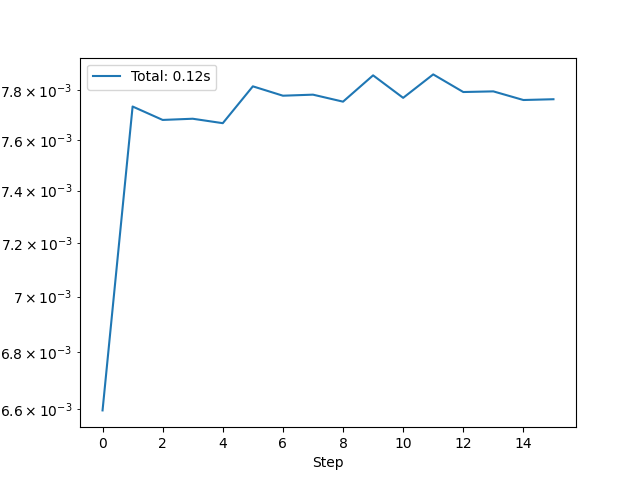 Total: 0.12s
7.8 × 10⁻³
7.6 × 10⁻³
7.4 × 10⁻³
7.2 × 10⁻³
7 × 10⁻³
6.8 × 10⁻³
6.6 × 10⁻³
0 2 4 6 8 10 12 14
Step